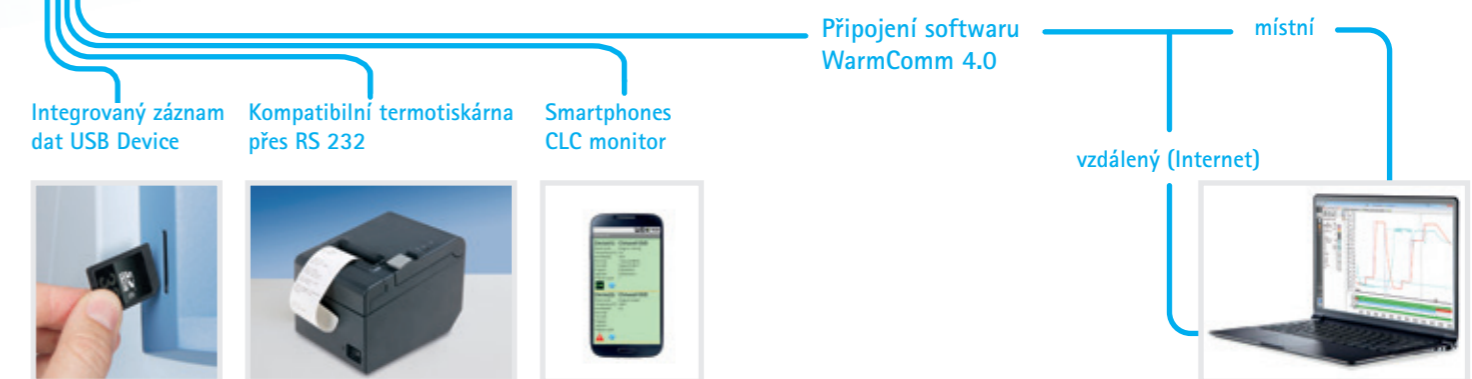 Připojení softwaru
WarmComm 4.0
místní
Integrovaný záznam
dat USB Device
Kompatibilní termotiskárna
přes RS 232
Smartphones
CLC monitor
vzdálený (Internet)